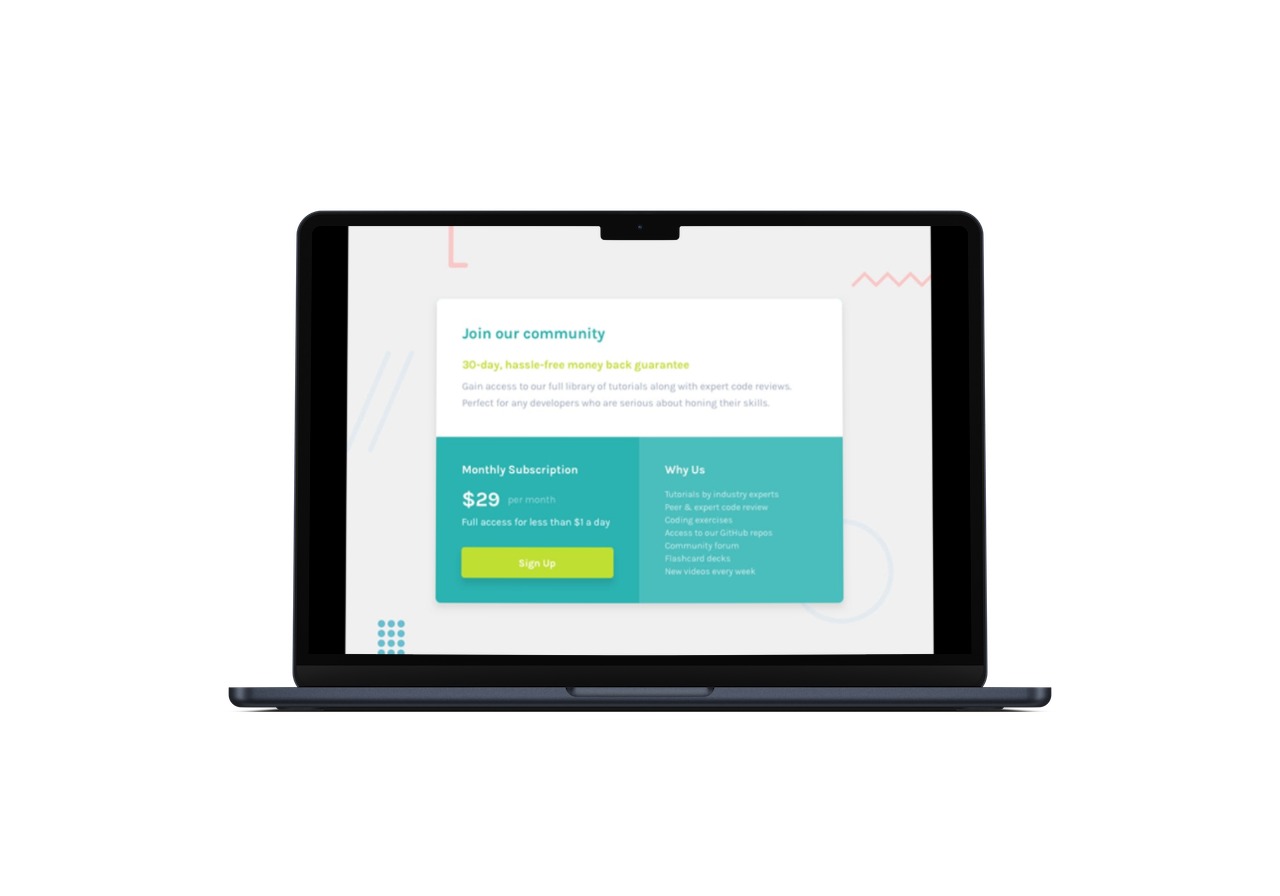 Join our community
30-day, hassle-free money back guarantee
Gain access to our full library of tutorials along with expert code reviews.
Perfect for any developers who are serious about honing their skills.
Monthly Subscription
$29 per month
Full access for less than $1 a day
Sign Up
Why Us
Tutorials by industry experts
Peer & expert code review
Coding exercises
Access to our GitHub repos
Community forum
Flashcard decks
New videos every week